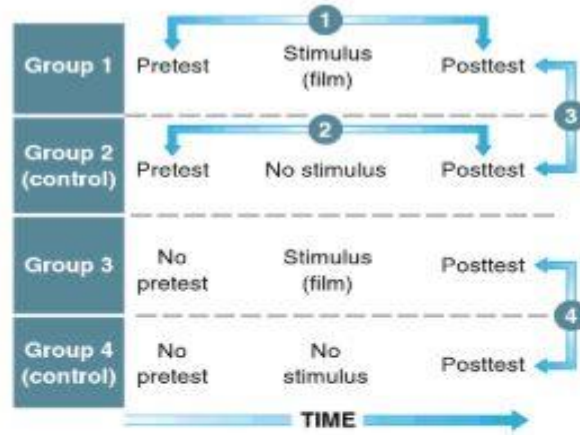 1
Group 1
Pretest
Stimulus
(film)
Posttest
3
2
Group 2
(control)
Pretest
No stimulus
Posttest
Group 3
No
pretest
Stimulus
(film)
Posttest
4
Group 4
(control)
No
pretest
No
stimulus
Posttest
TIME